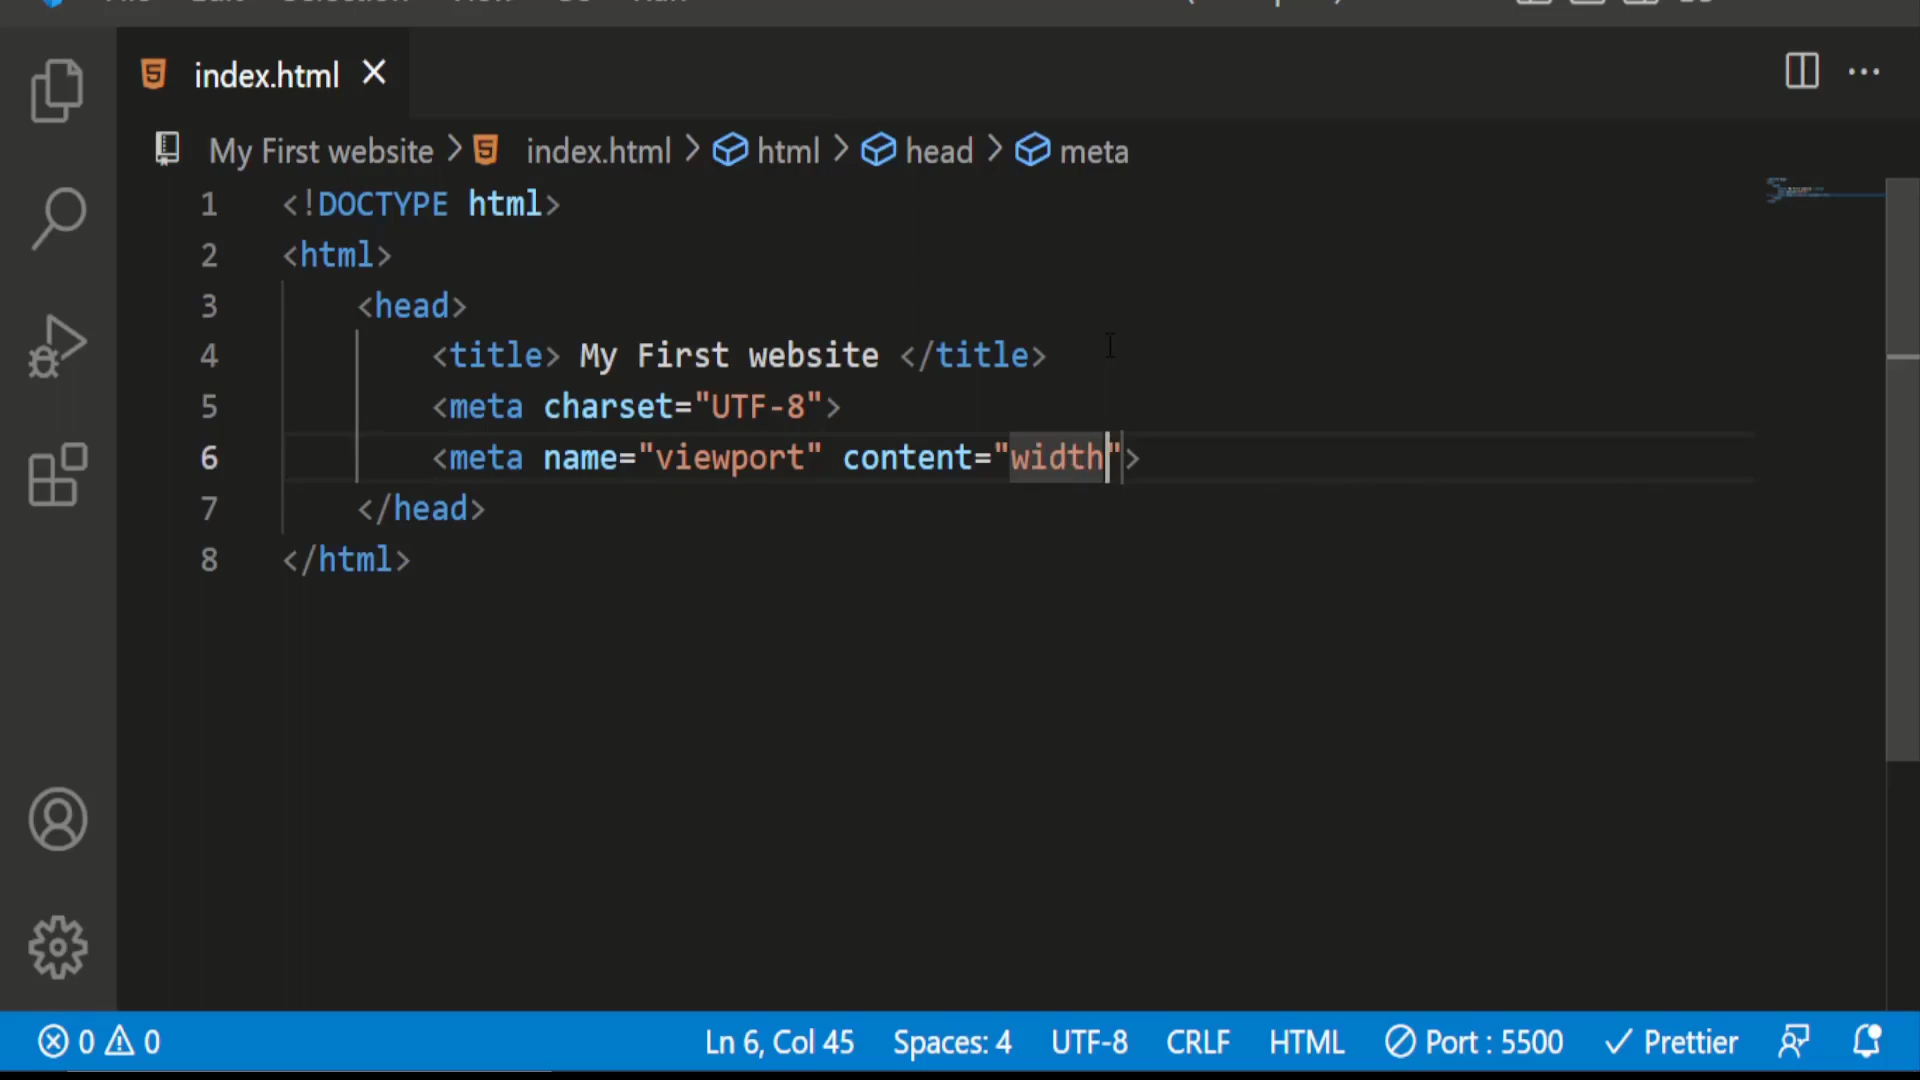 index.html
My First website > index.html > html > head > meta
1 <!DOCTYPE html>
2 <html>
3 <head>
4 <title> My First website </title>
5 <meta charset="UTF-8">
6 <meta name="viewport" content="width">
7 </head>
8 </html>
0 0 Ln 6, Col 45 Spaces: 4 UTF-8 CRLF HTML Port : 5500 Prettier